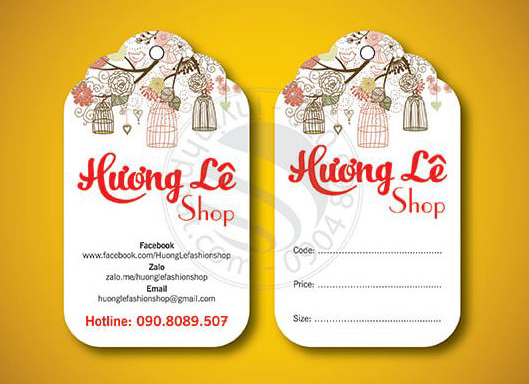 Hương Lê
Shop
Facebook
www.facebook.com/HuongLefashionshop
Zalo
zalo.me/huonglefashionshop
Email
huonglefashionshop@gmail.com
Hotline: 090.8089.507
Hương Lê
Shop
Code:
Price:
Size: